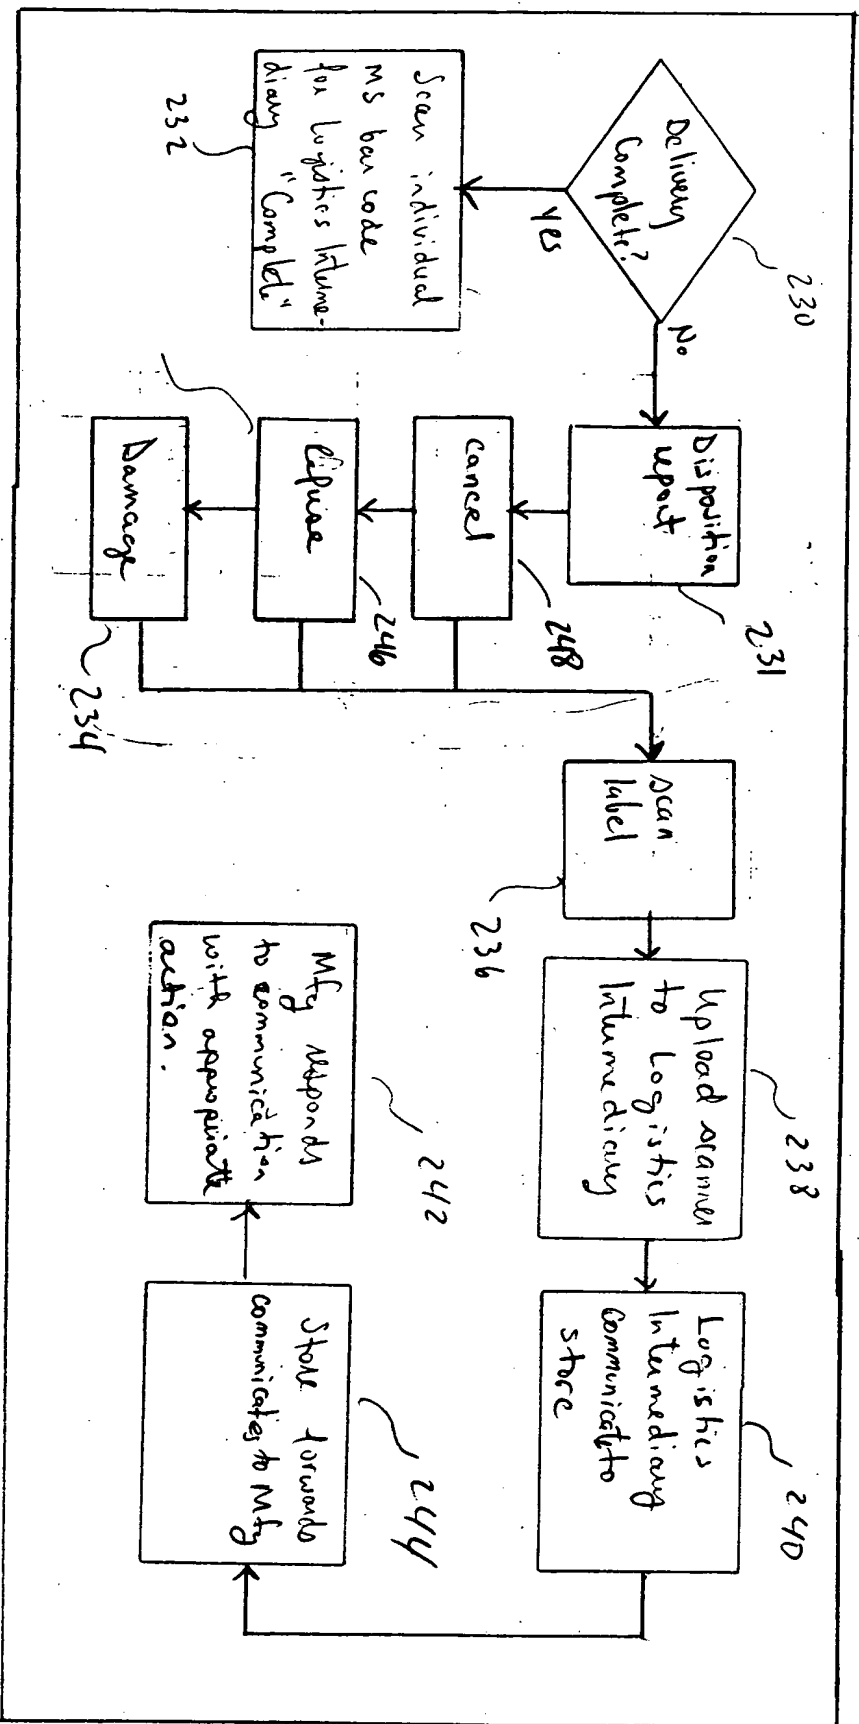 Delivery
Complete?
230
Yes
No
Scan individual
MS bar code
for Logistics Interme-
diary "Complete"
232
Disposition
report
231
Cancel
248
Refuse
246
Damage
234
scan
label
236
Upload scanner
to Logistics
Intermediary
238
Logistics
Intermediary
communicate to
store
240
Store forwards
communicates to Mfg
244
Mfg responds
to communication
with appropriate
action.
242